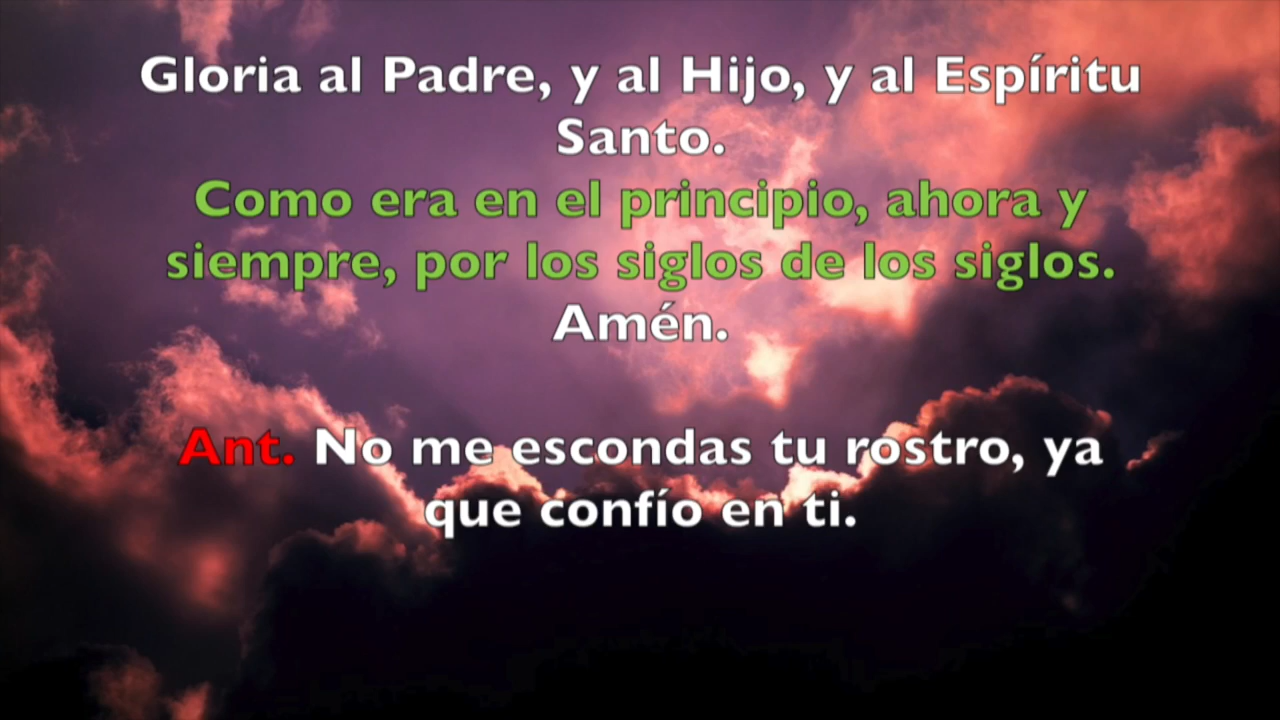 Gloria al Padre, y al Hijo, y al Espíritu
Santo.
Como era en el principio, ahora y
siempre, por los siglos de los siglos.
Amén.
Ant. No me escondas tu rostro, ya
que confío en ti.